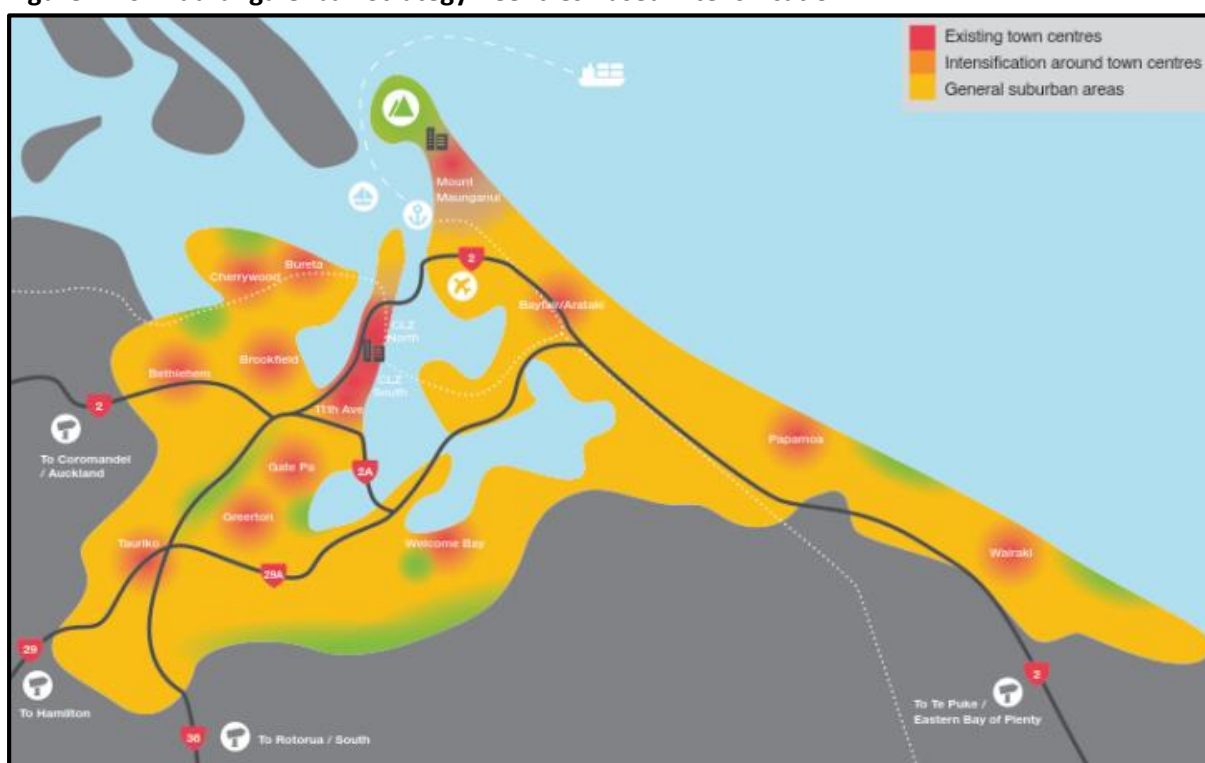 Existing town centres
Intensification around town centres
General suburban areas
Mount
Maunganui
2
Cherrywood
Bureta
Bayfair/Arataki
CLZ
North
Brookfield
Bethlehem
CLZ
South
2
11th Ave
To Coromandel
/ Auckland
Papamoa
Gate Pa
2A
Greerton
Tauriko
Welcome Bay
Wairaki
29A
29
2
To Hamilton
To Te Puke /
Eastern Bay of Plenty
36
To Rotorua / South